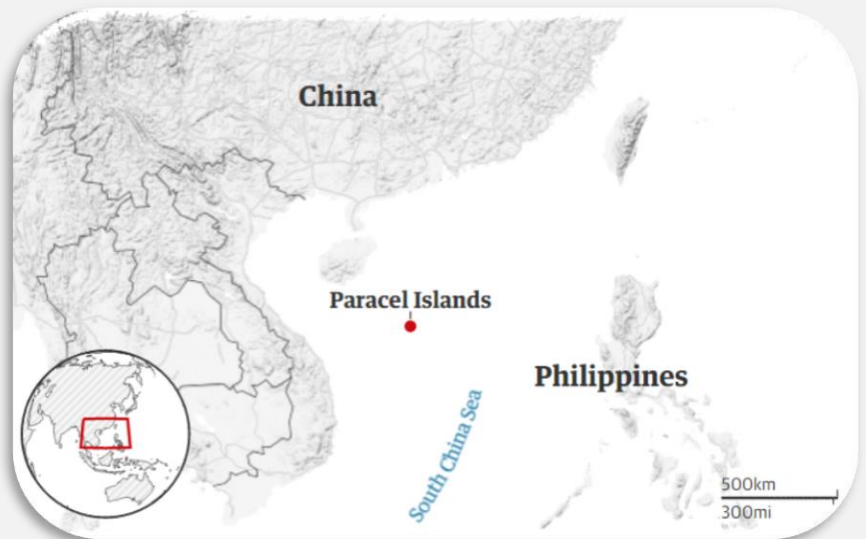 China
Paracel Islands
Philippines
South China Sea
500km
300mi